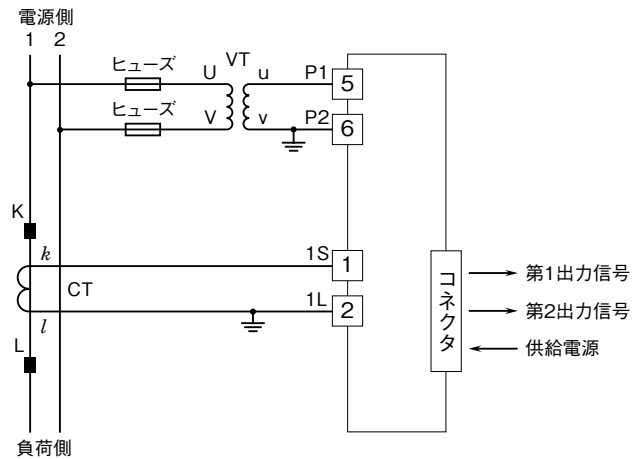 電源側
1 2
ヒューズ U VT u P1 5
ヒューズ V v P2 6
K
k 1S 1
CT
l 1L 2
L
コネクタ
第1出力信号
第2出力信号
供給電源
負荷側